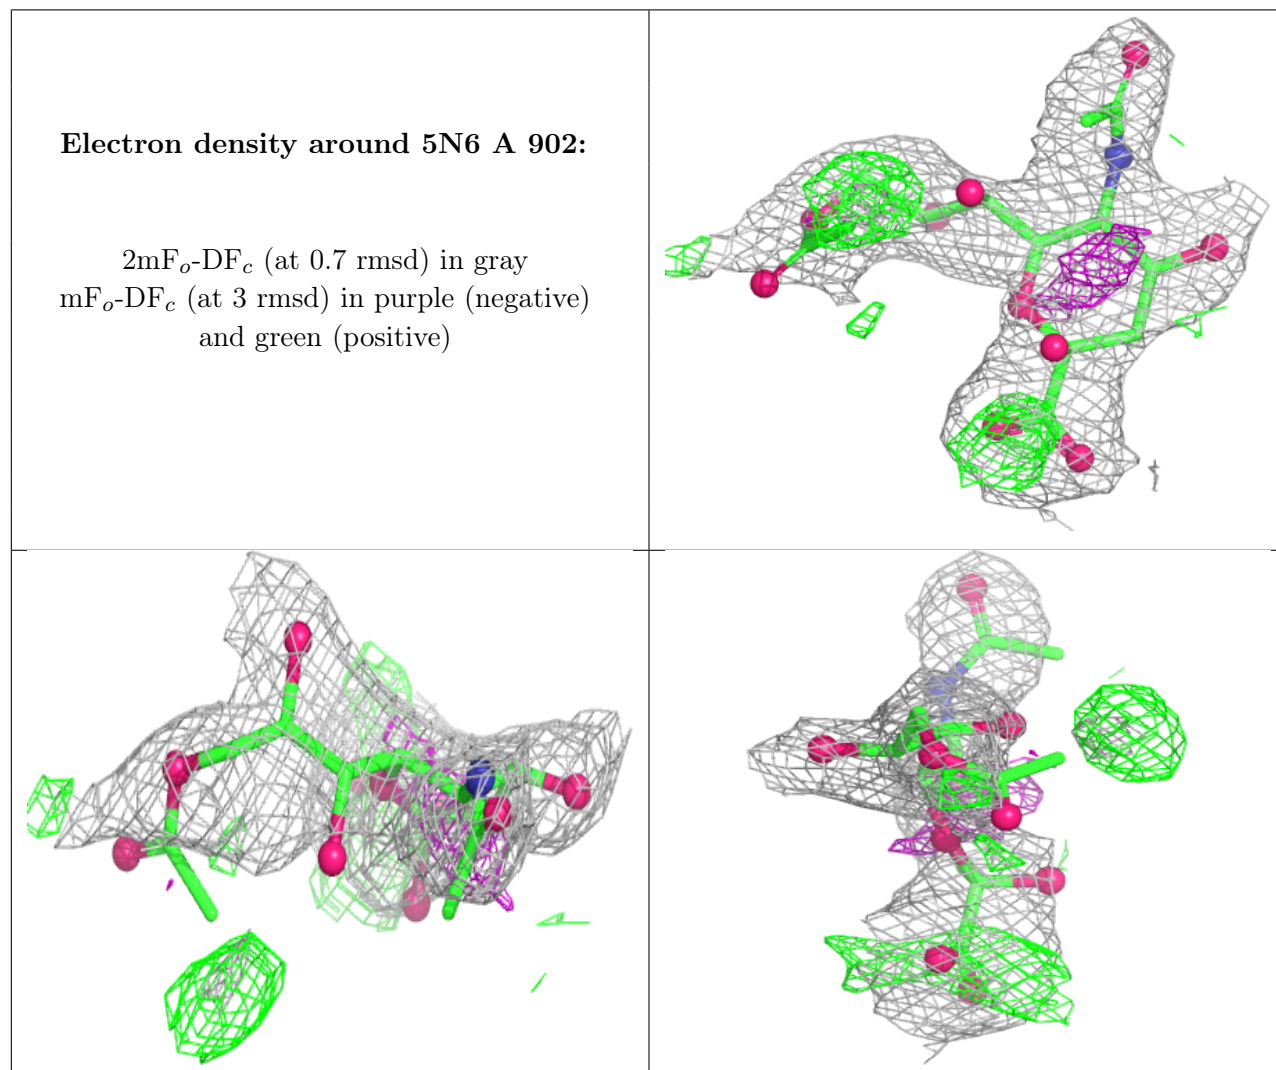 Electron density around 5N6 A 902:
2mFo-DFc (at 0.7 rmsd) in gray
mFo-DFc (at 3 rmsd) in purple (negative)
and green (positive)